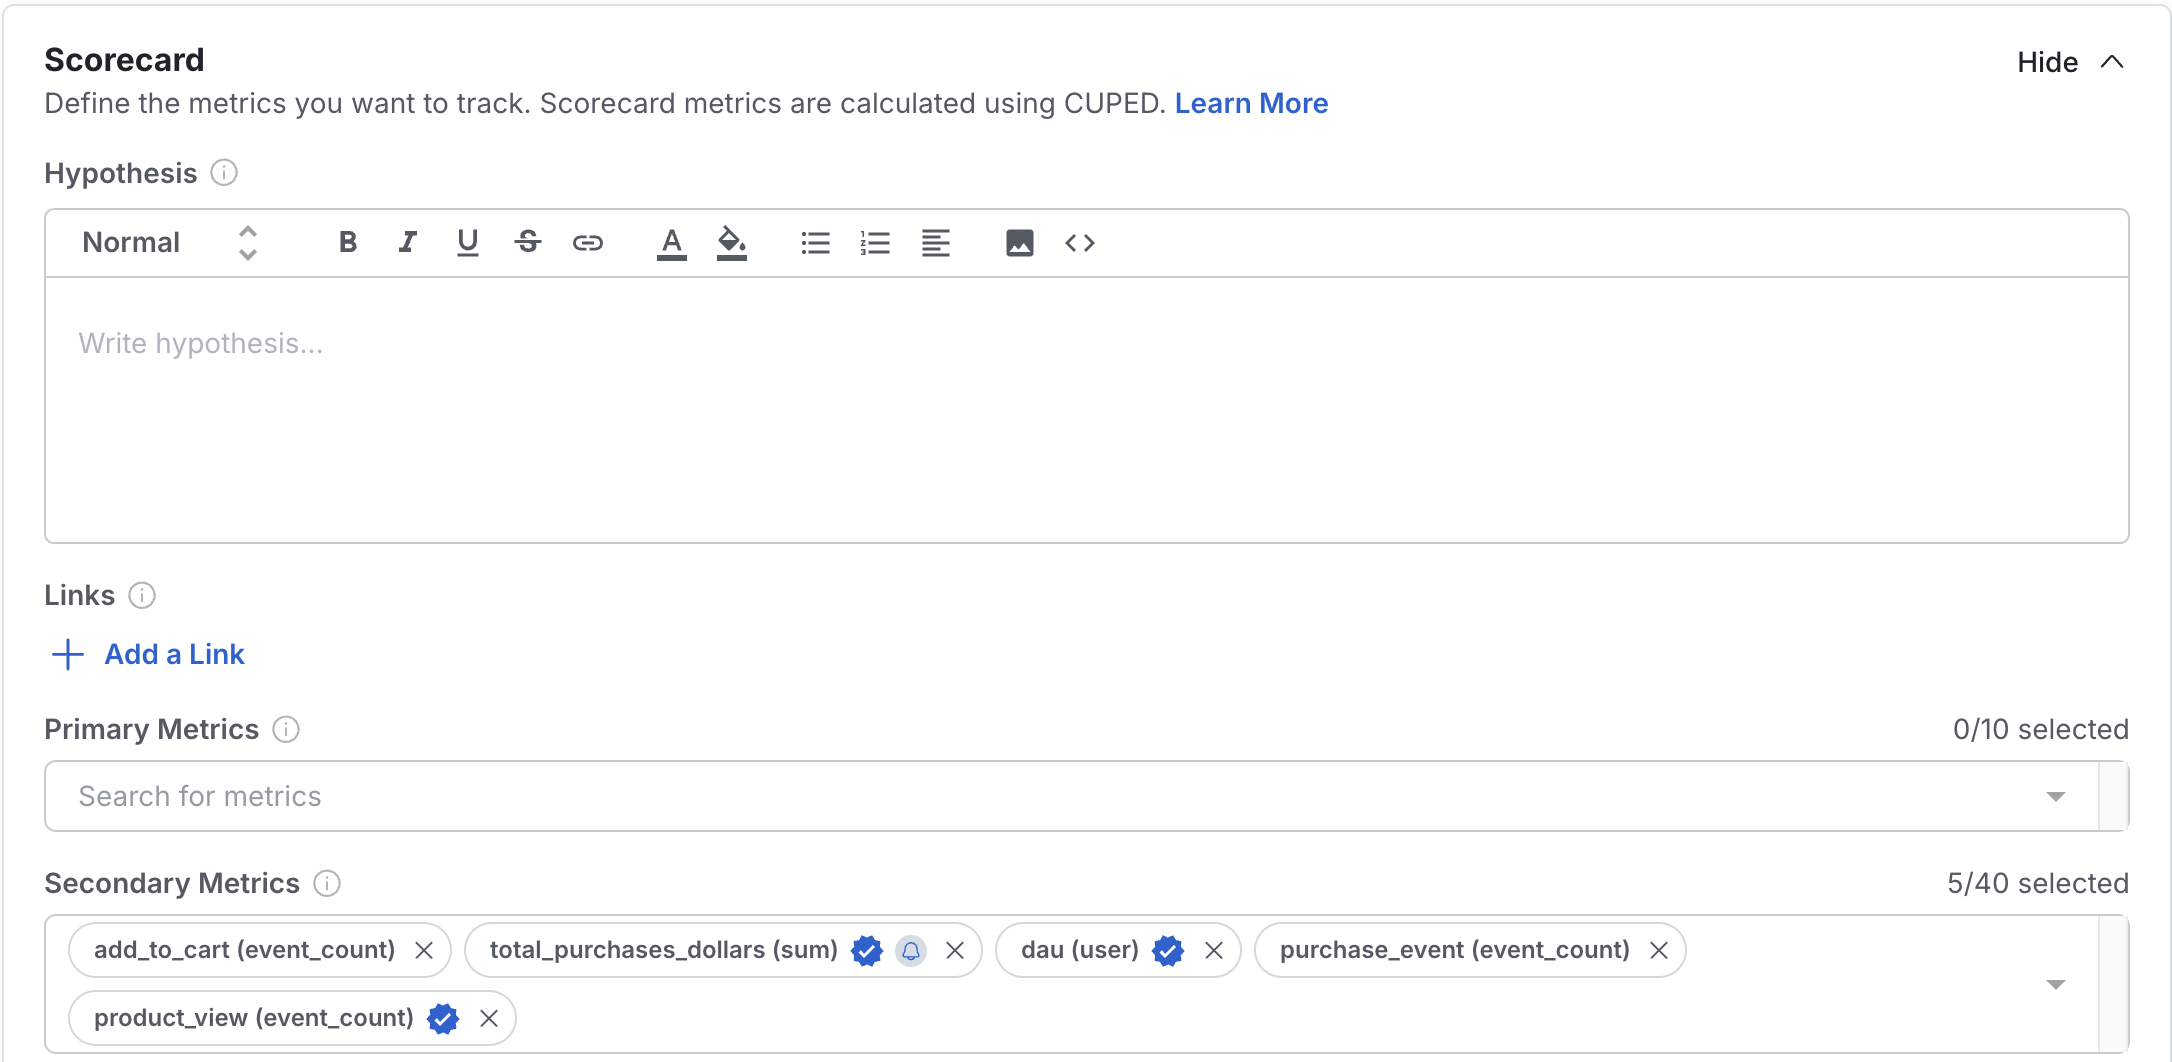 Scorecard
Hide
Define the metrics you want to track. Scorecard metrics are calculated using CUPED. Learn More
Hypothesis
Normal
Write hypothesis...
Links
Add a Link
Primary Metrics
0/10 selected
Search for metrics
Secondary Metrics
5/40 selected
add_to_cart (event_count) total_purchases_dollars (sum) dau (user) purchase_event (event_count)
product_view (event_count)